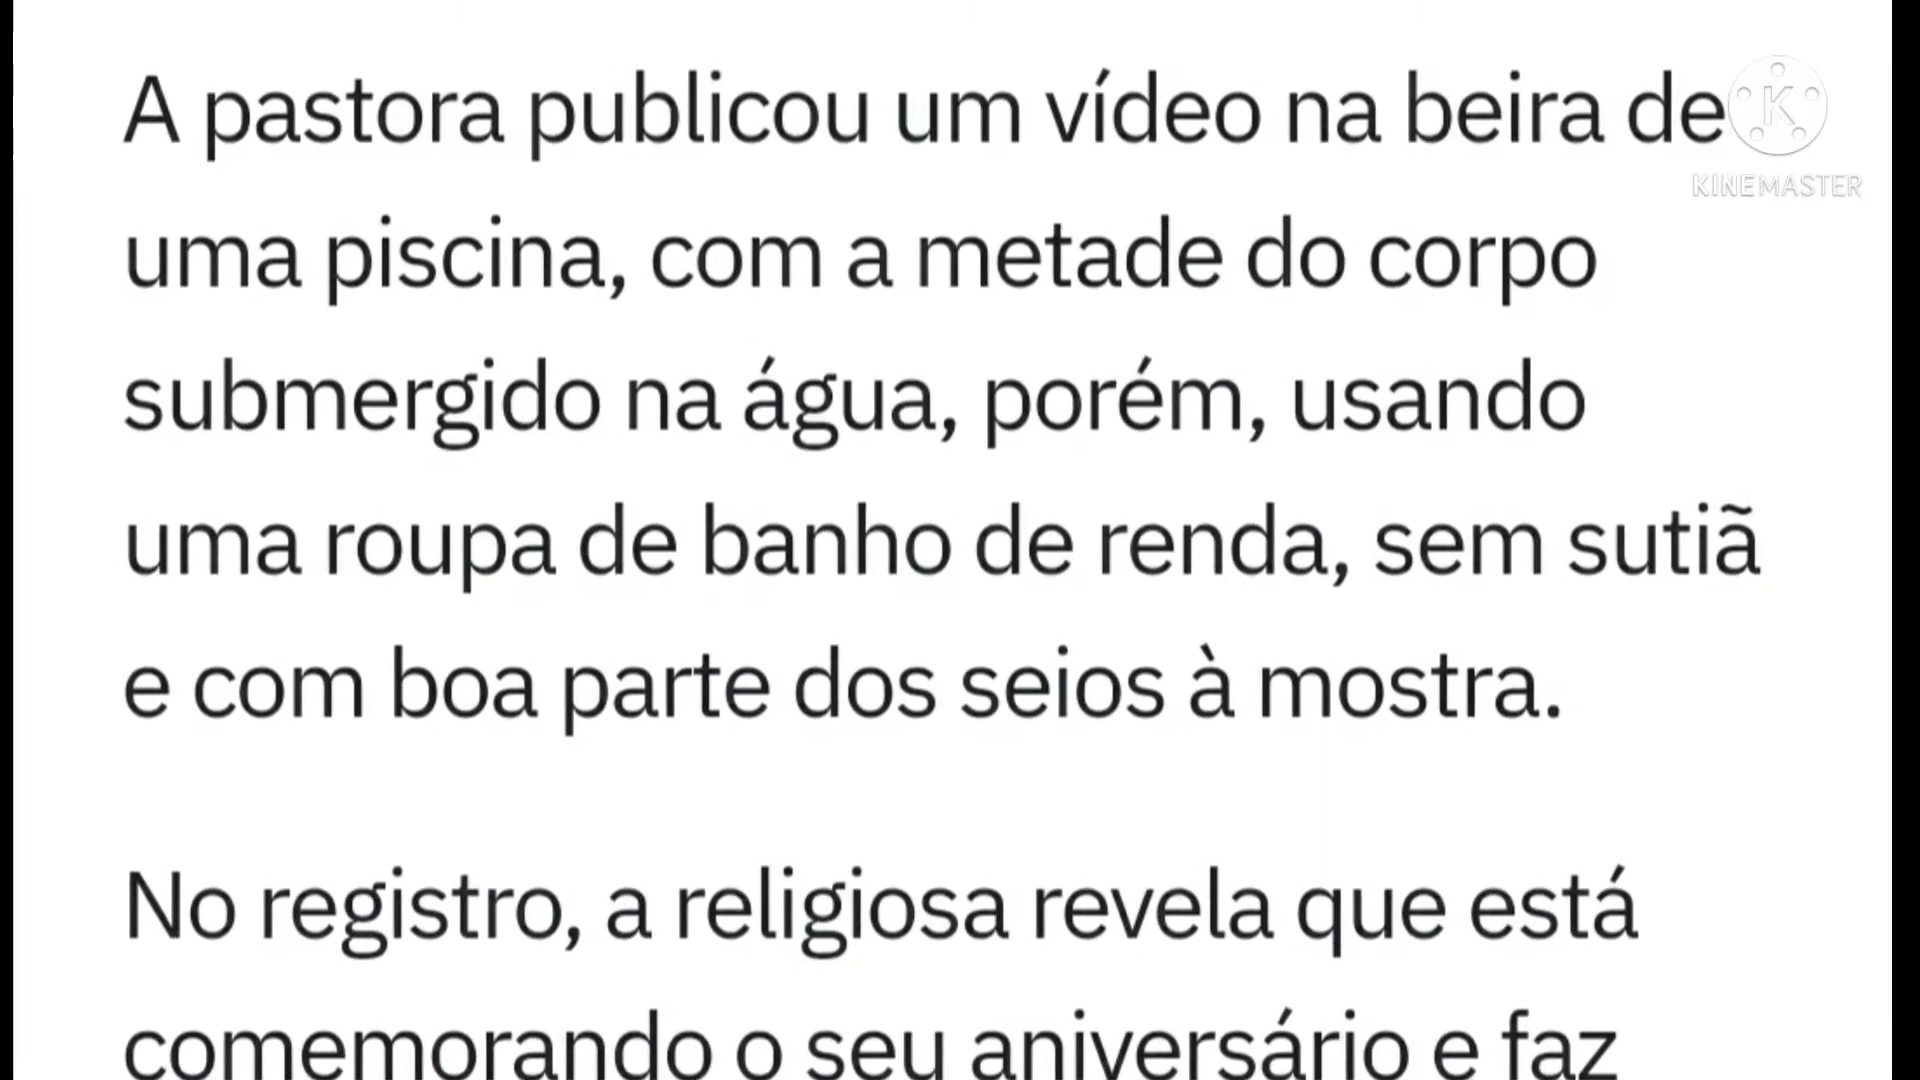 A pastora publicou um vídeo na beira de
uma piscina, com a metade do corpo
submergido na água, porém, usando
uma roupa de banho de renda, sem sutiã
e com boa parte dos seios à mostra.
No registro, a religiosa revela que está
comemorando o seu aniversário e faz
K
KINEMASTER